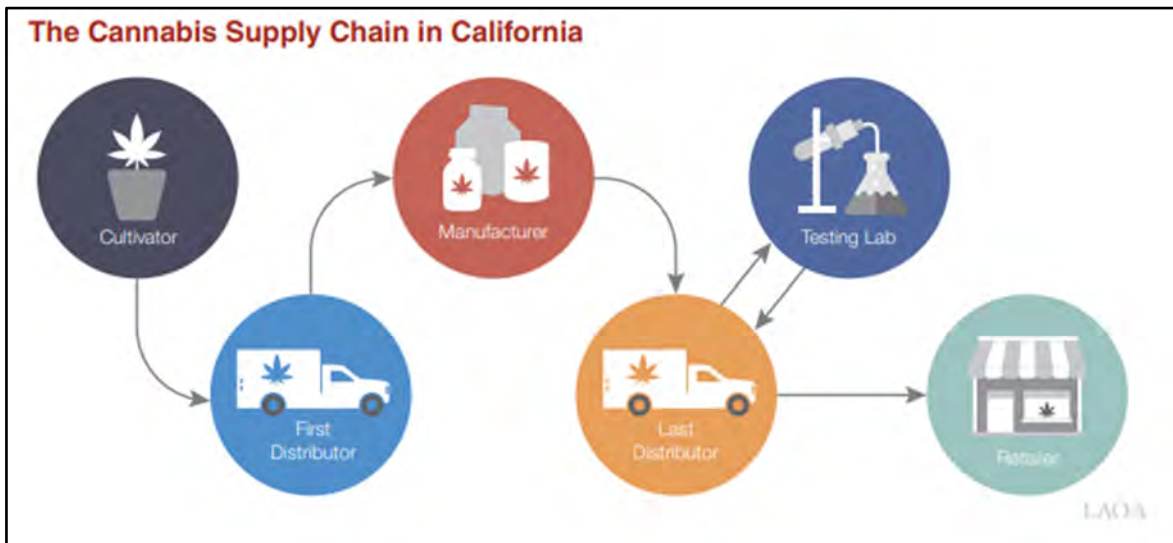 The Cannabis Supply Chain in California
Cultivator
Manufacturer
Testing Lab
First
Distributor
Last
Distributor
Retailer
LAO